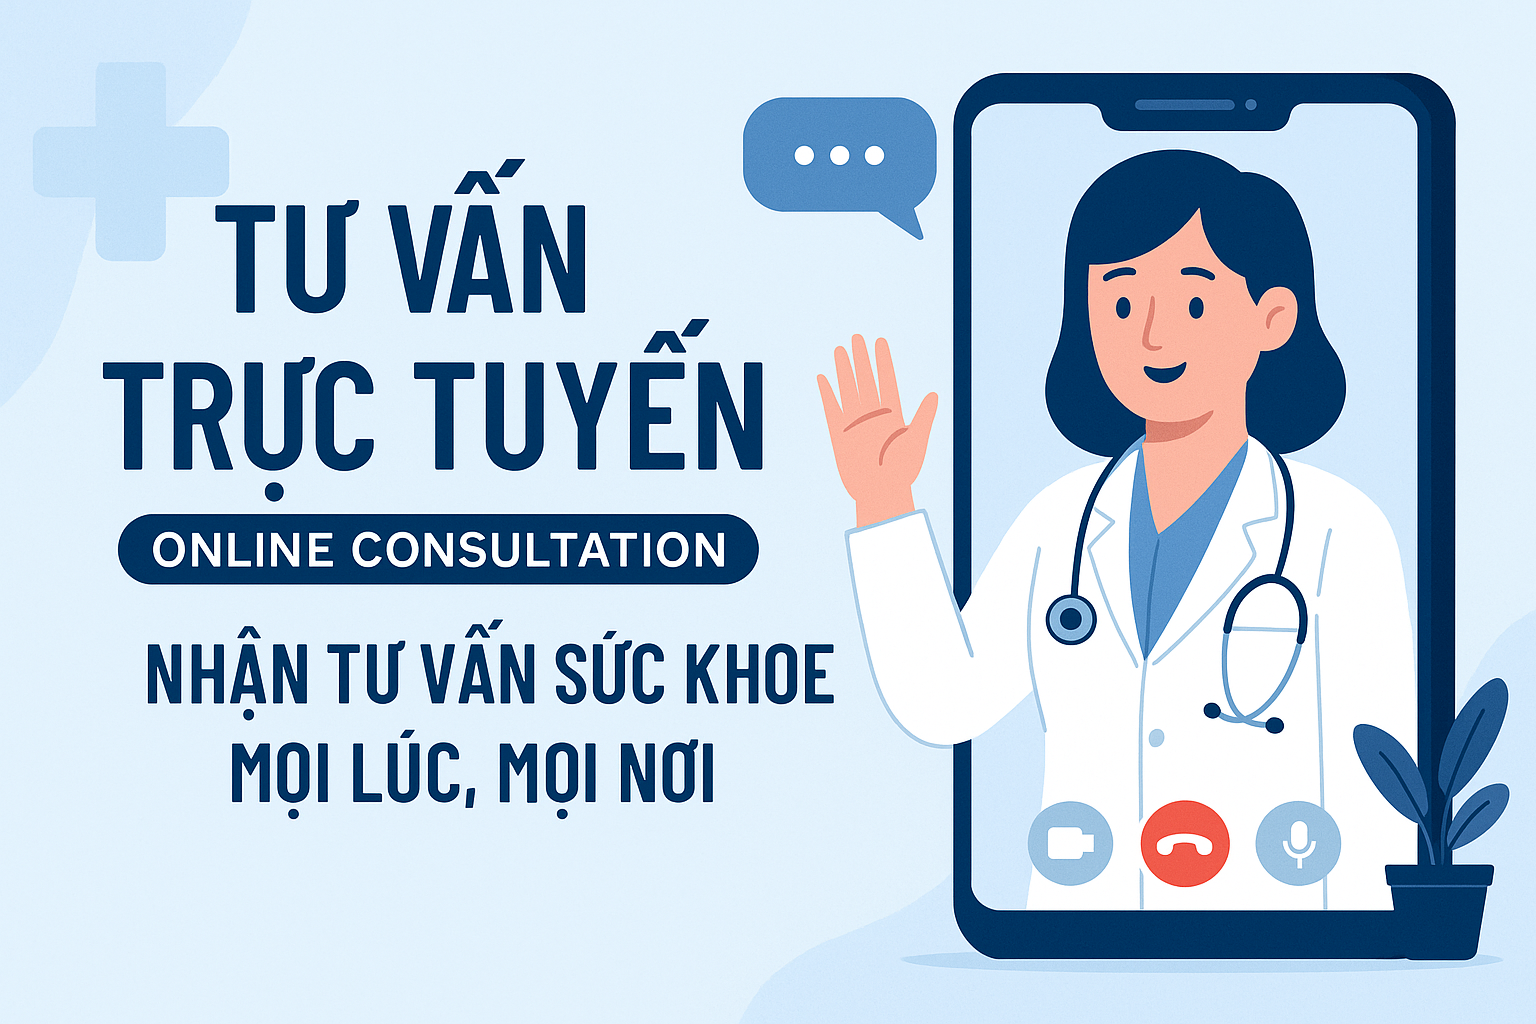 TƯ VẤN
TRỰC TUYẾN
ONLINE CONSULTATION
NHẬN TƯ VẤN SỨC KHOE
MỌI LÚC, MỌI NƠI